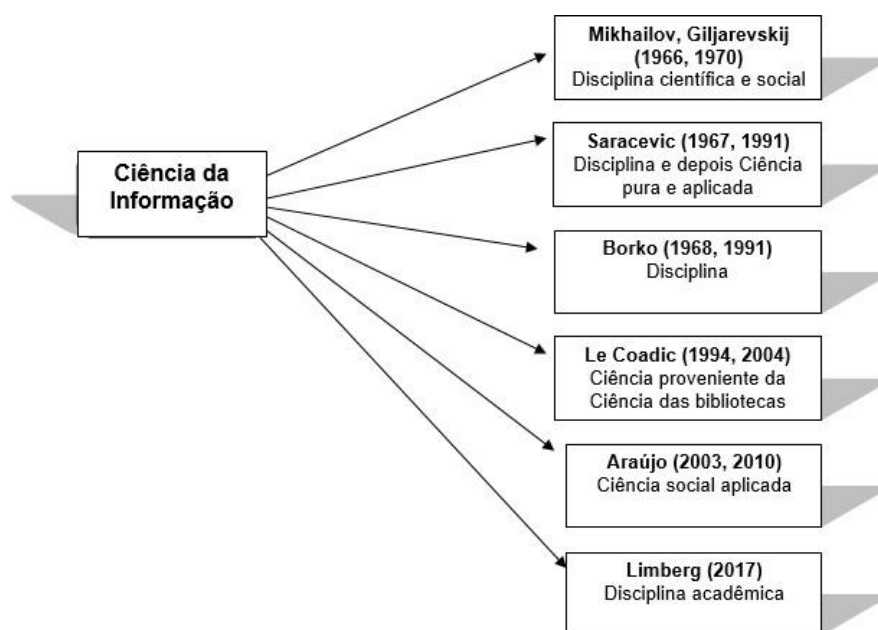 Ciência da
Informação
Mikhailov, Giljarevskij
(1966, 1970)
Disciplina científica e social
Saracevic (1967, 1991)
Disciplina e depois Ciência
pura e aplicada
Borko (1968, 1991)
Disciplina
Le Coadic (1994, 2004)
Ciência proveniente da
Ciência das bibliotecas
Araújo (2003, 2010)
Ciência social aplicada
Limberg (2017)
Disciplina acadêmica